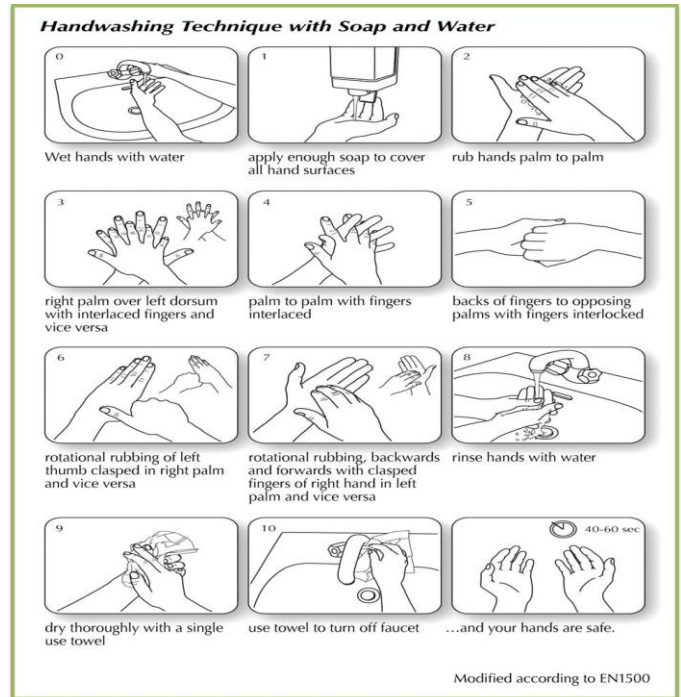 Handwashing Technique with Soap and Water
0
Wet hands with water
1
apply enough soap to cover
all hand surfaces
2
rub hands palm to palm
3
right palm over left dorsum
with interlaced fingers and
vice versa
4
palm to palm with fingers
interlaced
5
backs of fingers to opposing
palms with fingers interlocked
6
rotational rubbing of left
thumb clasped in right palm
and vice versa
7
rotational rubbing, backwards
and forwards with clasped
fingers of right hand in left
palm and vice versa
8
rinse hands with water
9
dry thoroughly with a single
use towel
10
use towel to turn off faucet
40-60 sec
…and your hands are safe.
Modified according to EN1500